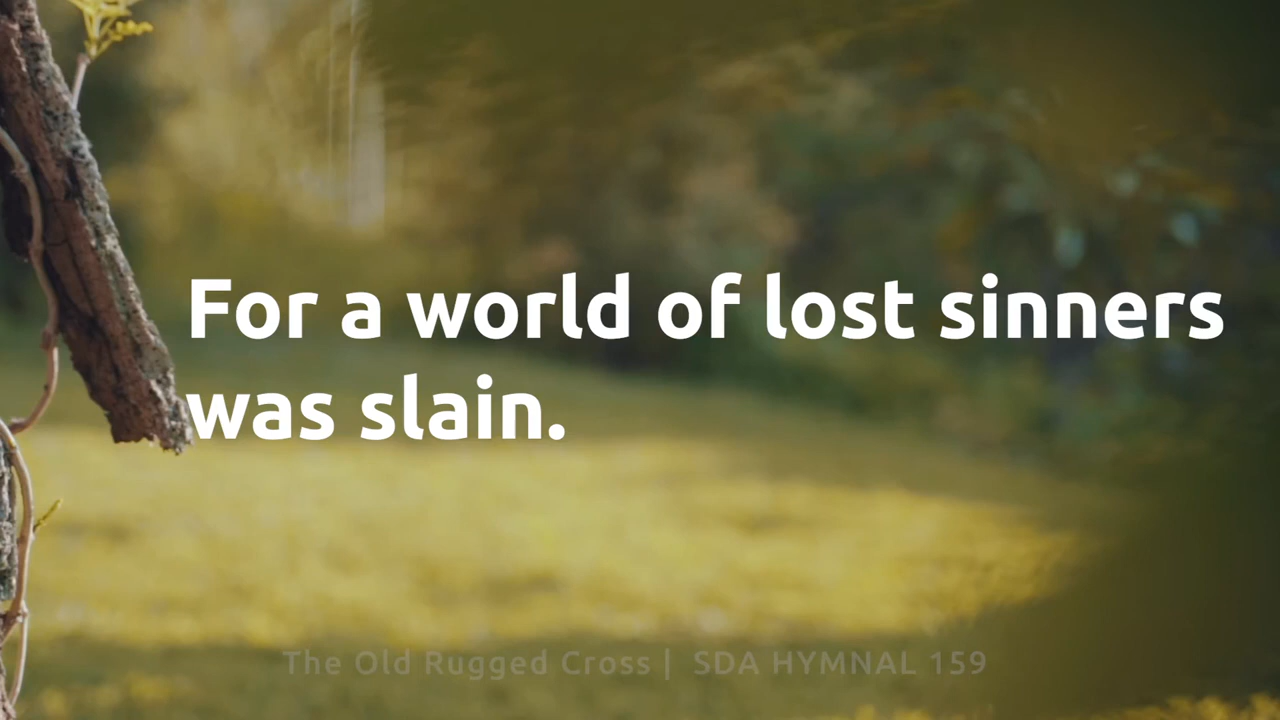 For a world of lost sinners
was slain.
The Old Rugged Cross | SDA HYMNAL 159